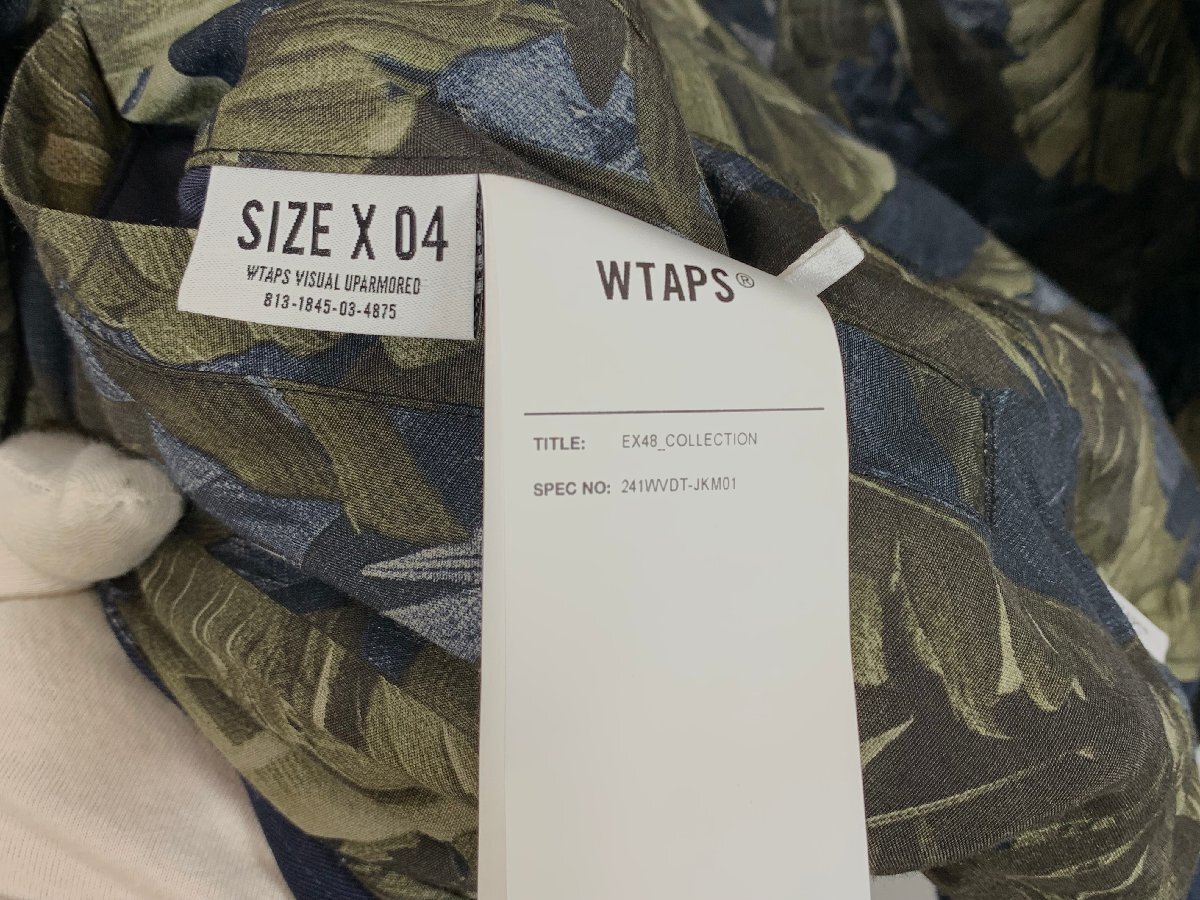 SIZE X 04
WTAPS VISUAL UPARMORED
813-1845-03-4875
WTAPS®
TITLE: EX48_COLLECTION
SPEC NO: 241WVDT-JKM01